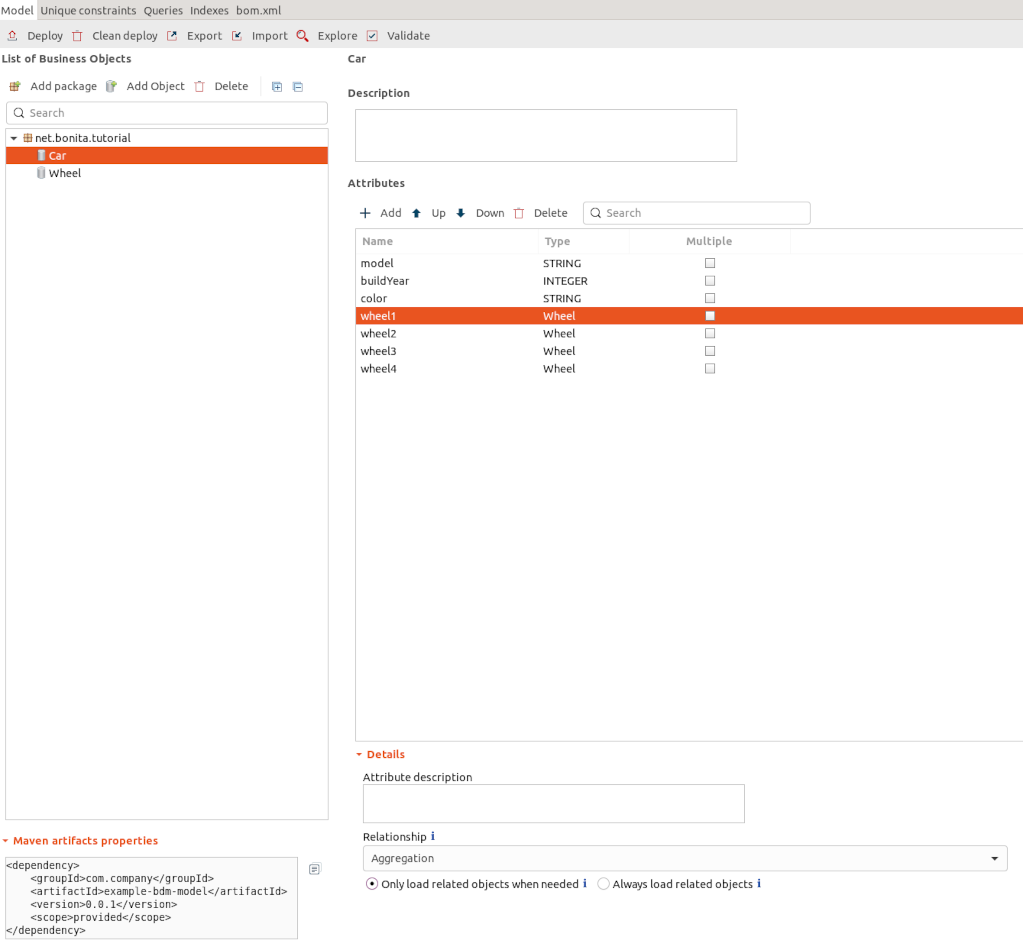 Model Unique constraints Queries Indexes bom.xml
Deploy Clean deploy Export Import Explore Validate
List of Business Objects
Add package Add Object Delete
Search
net.bonita.tutorial
Car
Wheel
Maven artifacts properties
<dependency>
    <groupId>com.company</groupId>
    <artifactId>example-bdm-model</artifactId>
    <version>0.0.1</version>
    <scope>provided</scope>
</dependency>
Car
Description
Attributes
Add Up Down Delete Search
Name Type Multiple
model STRING
buildYear INTEGER
color STRING
wheel1 Wheel
wheel2 Wheel
wheel3 Wheel
wheel4 Wheel
Details
Attribute description
Relationship i
Aggregation
Only load related objects when needed i Always load related objects i